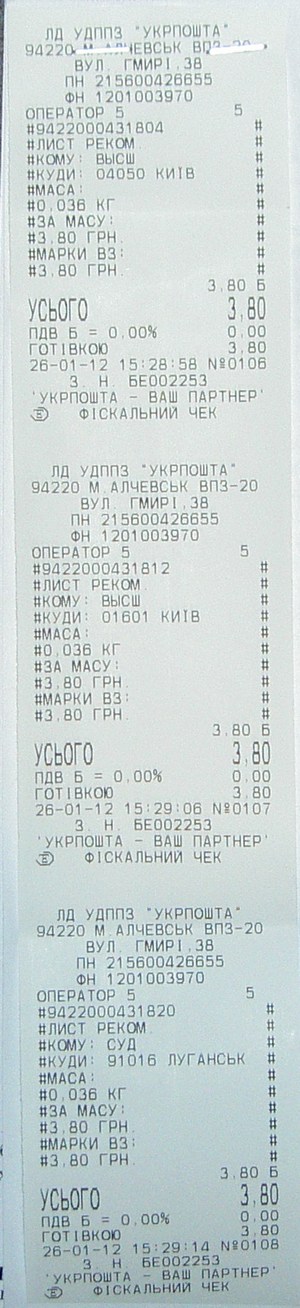 ЛД УДППЗ "УКРПОШТА"
94220 М.АЛЧЕВСЬК ВПЗ-20
ВУЛ. ГМИРІ,38
ПН 215600426655
ФН 1201003970
ОПЕРАТОР 5 5
#9422000431804 #
#ЛИСТ РЕКОМ. #
#КОМУ: ВЫСШ #
#КУДИ: 04050 КИЇВ #
#МАСА: #
#0,036 КГ #
#ЗА МАСУ: #
#3,80 ГРН. #
#МАРКИ ВЗ: #
#3,80 ГРН. #
3,80 Б
УСЬОГО 3,80
ПДВ Б = 0,00% 0,00
ГОТІВКОЮ 3,80
26-01-12 15:28:58 №0106
З. Н. БЕ002253
'УКРПОШТА - ВАШ ПАРТНЕР'
ФІСКАЛЬНИЙ ЧЕК
ЛД УДППЗ "УКРПОШТА"
94220 М.АЛЧЕВСЬК ВПЗ-20
ВУЛ. ГМИРІ,38
ПН 215600426655
ФН 1201003970
ОПЕРАТОР 5 5
#9422000431812 #
#ЛИСТ РЕКОМ. #
#КОМУ: ВЫСШ #
#КУДИ: 01601 КИЇВ #
#МАСА: #
#0,036 КГ #
#ЗА МАСУ: #
#3,80 ГРН. #
#МАРКИ ВЗ: #
#3,80 ГРН. #
3,80 Б
УСЬОГО 3,80
ПДВ Б = 0,00% 0,00
ГОТІВКОЮ 3,80
26-01-12 15:29:06 №0107
З. Н. БЕ002253
'УКРПОШТА - ВАШ ПАРТНЕР'
ФІСКАЛЬНИЙ ЧЕК
ЛД УДППЗ "УКРПОШТА"
94220 М.АЛЧЕВСЬК ВПЗ-20
ВУЛ. ГМИРІ,38
ПН 215600426655
ФН 1201003970
ОПЕРАТОР 5 5
#9422000431820 #
#ЛИСТ РЕКОМ. #
#КОМУ: СУД #
#КУДИ: 91016 ЛУГАНСЬК #
#МАСА: #
#0,036 КГ #
#ЗА МАСУ: #
#3,80 ГРН. #
#МАРКИ ВЗ: #
#3,80 ГРН. #
3,80 Б
УСЬОГО 3,80
ПДВ Б = 0,00% 0,00
ГОТІВКОЮ 3,80
26-01-12 15:29:14 №0108
З. Н. БЕ002253
'УКРПОШТА - ВАШ ПАРТНЕР'
ФІСКАЛЬНИЙ ЧЕК